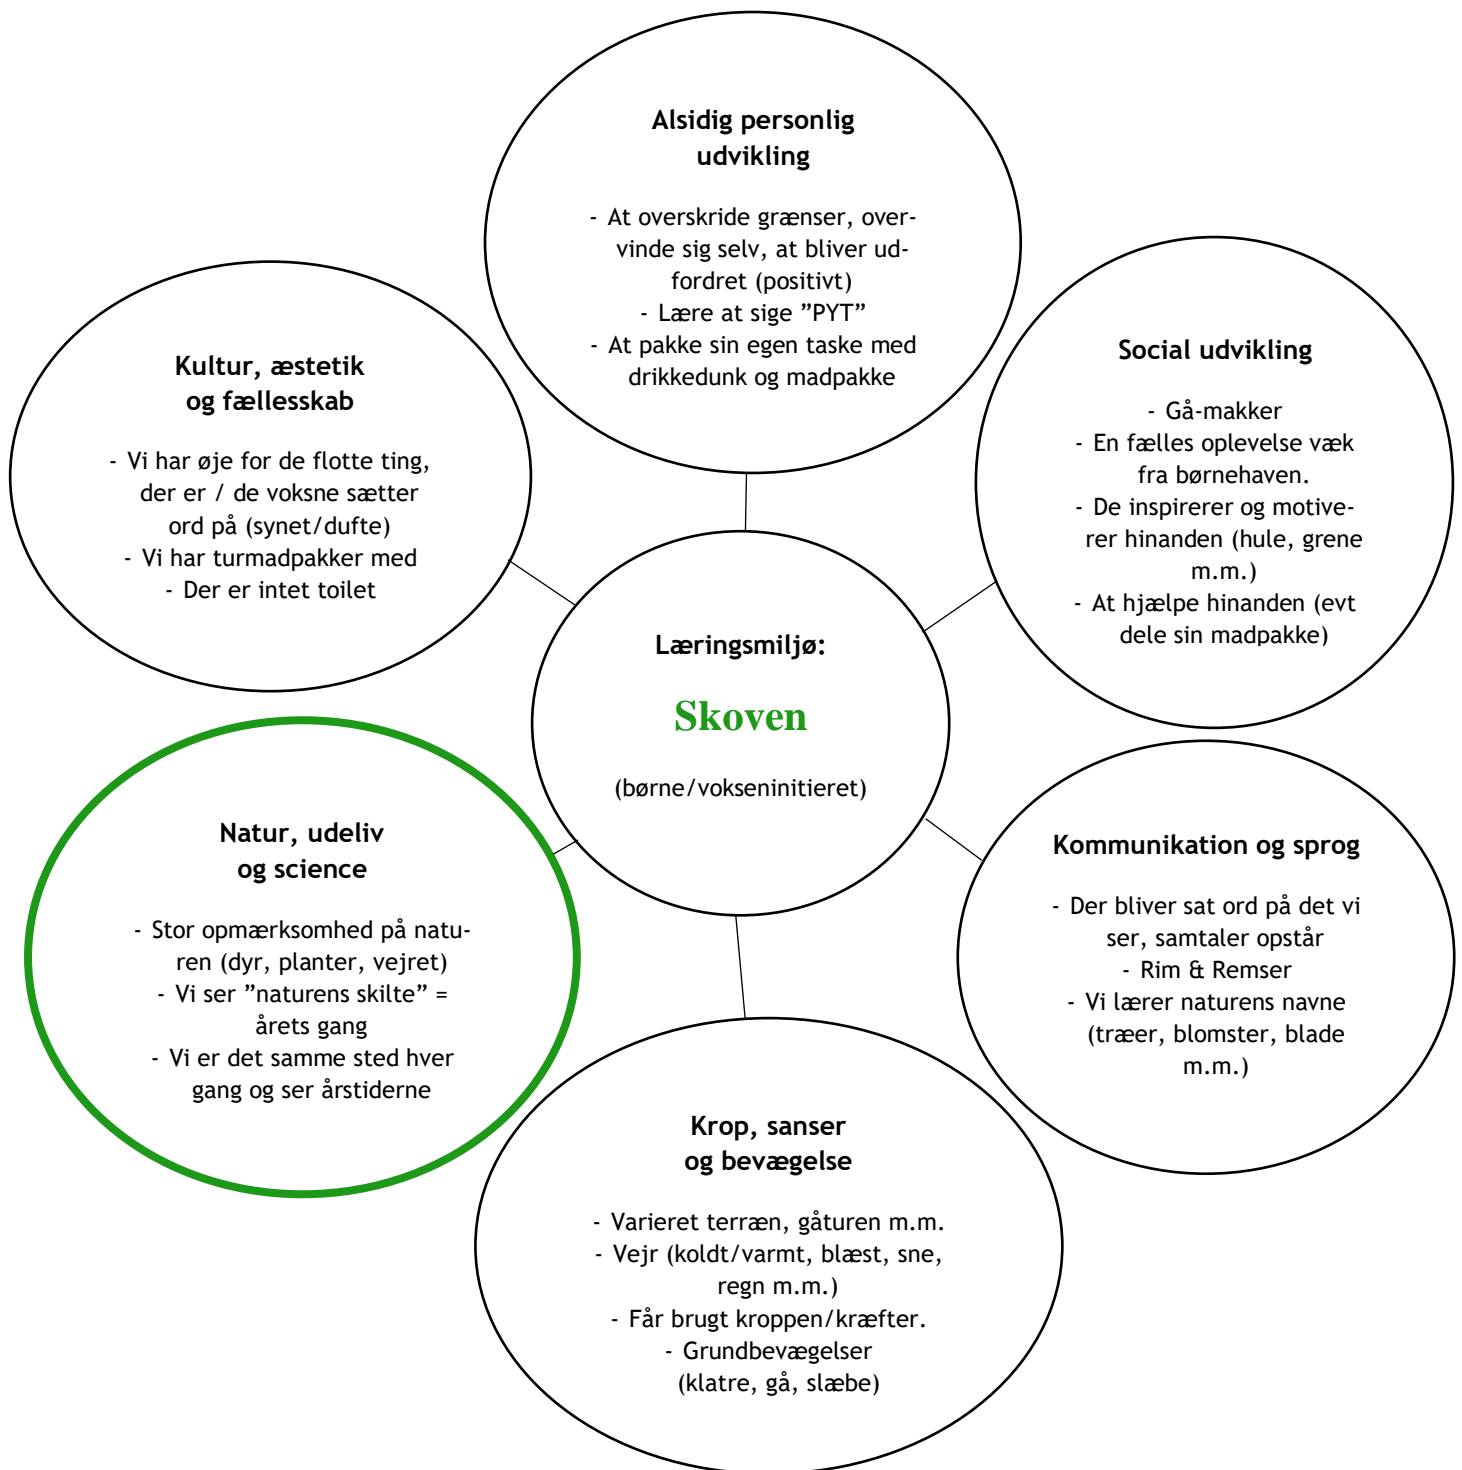 Alsidig personlig
udvikling
- At overskride grænser, over-
vinde sig selv, at bliver ud-
fordret (positivt)
- Lære at sige ”PYT”
- At pakke sin egen taske med
drikkedunk og madpakke
Social udvikling
- Gå-makker
- En fælles oplevelse væk
fra børnehaven.
- De inspirerer og motive-
rer hinanden (hule, grene
m.m.)
- At hjælpe hinanden (evt
dele sin madpakke)
Kultur, æstetik
og fællesskab
- Vi har øje for de flotte ting,
der er / de voksne sætter
ord på (synet/dufte)
- Vi har turmadpakker med
- Der er intet toilet
Læringsmiljø:
Skoven
(børne/vokseninitieret)
Natur, udeliv
og science
- Stor opmærksomhed på natu-
ren (dyr, planter, vejret)
- Vi ser ”naturens skilte” =
årets gang
- Vi er det samme sted hver
gang og ser årstiderne
Kommunikation og sprog
- Der bliver sat ord på det vi
ser, samtaler opstår
- Rim & Remser
- Vi lærer naturens navne
(træer, blomster, blade
m.m.)
Krop, sanser
og bevægelse
- Varieret terræn, gåturen m.m.
- Vejr (koldt/varmt, blæst, sne,
regn m.m.)
- Får brugt kroppen/kræfter.
- Grundbevægelser
(klatre, gå, slæbe)